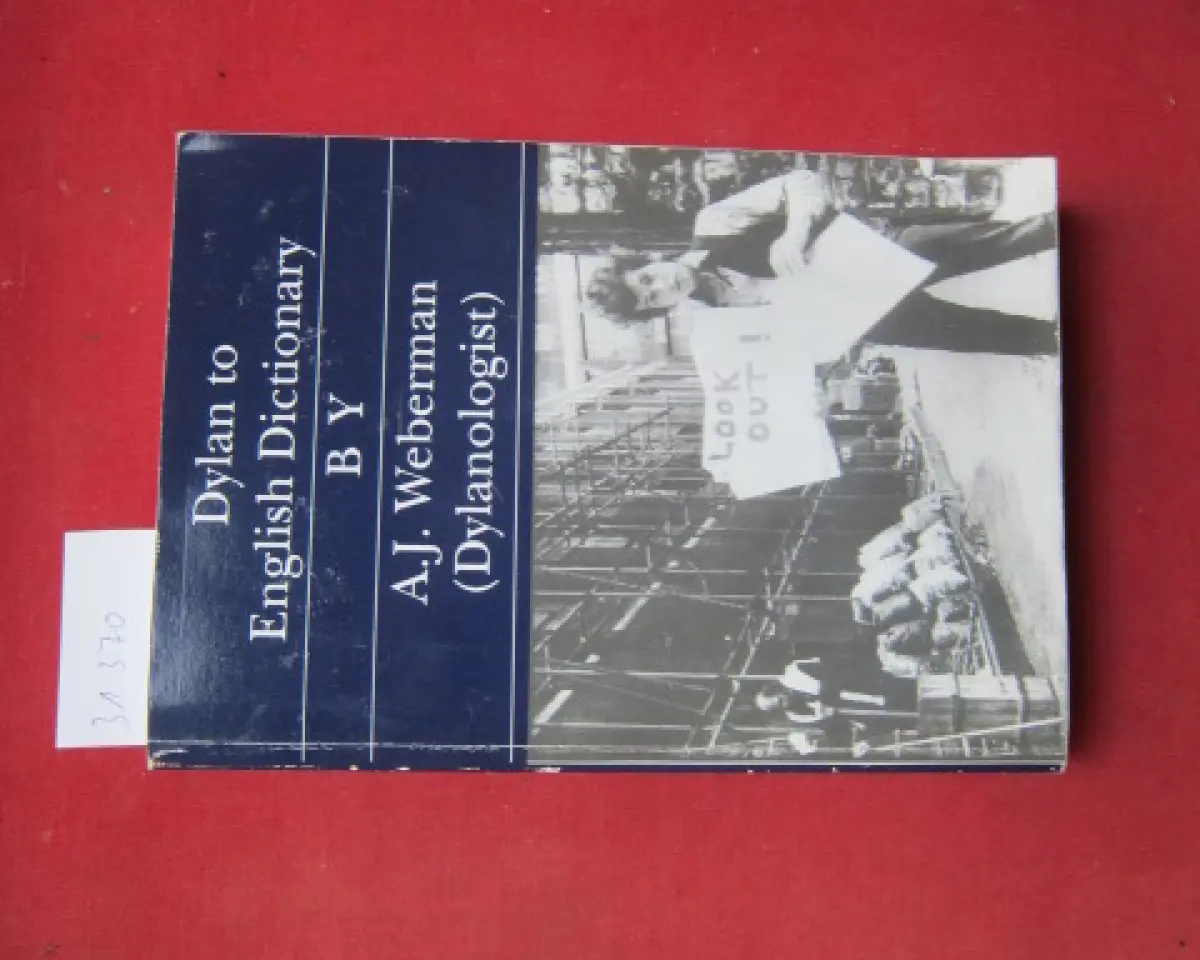 Dylan to
English Dictionary
B Y
A.J. Weberman
(Dylanologist)
LOOK
OUT!
31370